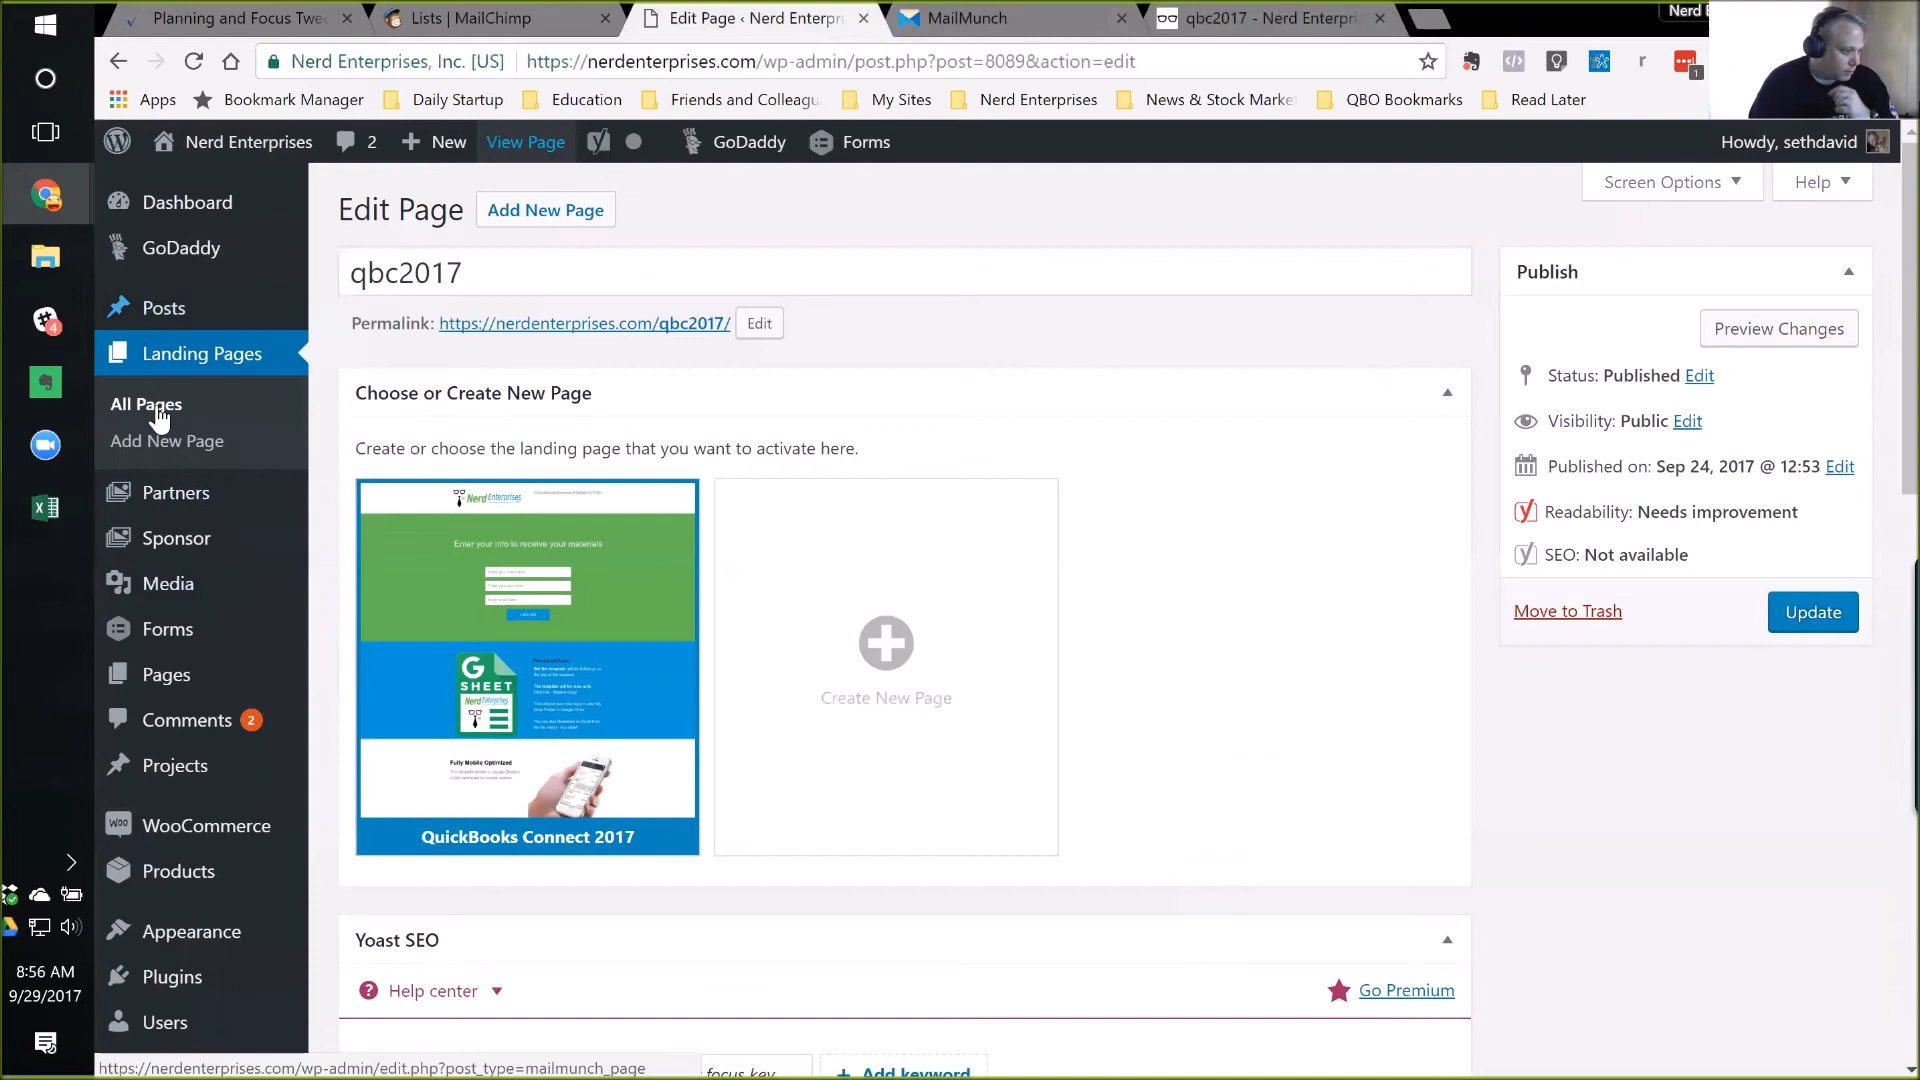 Planning and Focus Twe
Lists | MailChimp
Edit Page ‹ Nerd Enterpr
MailMunch
qbc2017 - Nerd Enterpri
Nerd
Nerd Enterprises, Inc. [US]
https://nerdenterprises.com/wp-admin/post.php?post=8089&action=edit
Apps
Bookmark Manager
Daily Startup
Education
Friends and Colleagu
My Sites
Nerd Enterprises
News & Stock Marke
QBO Bookmarks
Read Later
Nerd Enterprises
2
New
View Page
GoDaddy
Forms
Howdy, sethdavid
Dashboard
GoDaddy
Posts
Landing Pages
All Pages
Add New Page
Partners
Sponsor
Media
Forms
Pages
Comments 2
Projects
WooCommerce
Products
Appearance
Plugins
Users
Screen Options
Help
Edit Page
Add New Page
qbc2017
Permalink: https://nerdenterprises.com/qbc2017/ Edit
Choose or Create New Page
Create or choose the landing page that you want to activate here.
Nerd Enterprises
Enter your info to receive your materials
G
SHEET
Nerd Enterprises
Fully Mobile Optimized
QuickBooks Connect 2017
Create New Page
Yoast SEO
Help center
Go Premium
focus key
Add keyword
Publish
Preview Changes
Status: Published Edit
Visibility: Public Edit
Published on: Sep 24, 2017 @ 12:53 Edit
Readability: Needs improvement
SEO: Not available
Move to Trash
Update
4
1
8:56 AM
9/29/2017
https://nerdenterprises.com/wp-admin/edit.php?post_type=mailmunch_page